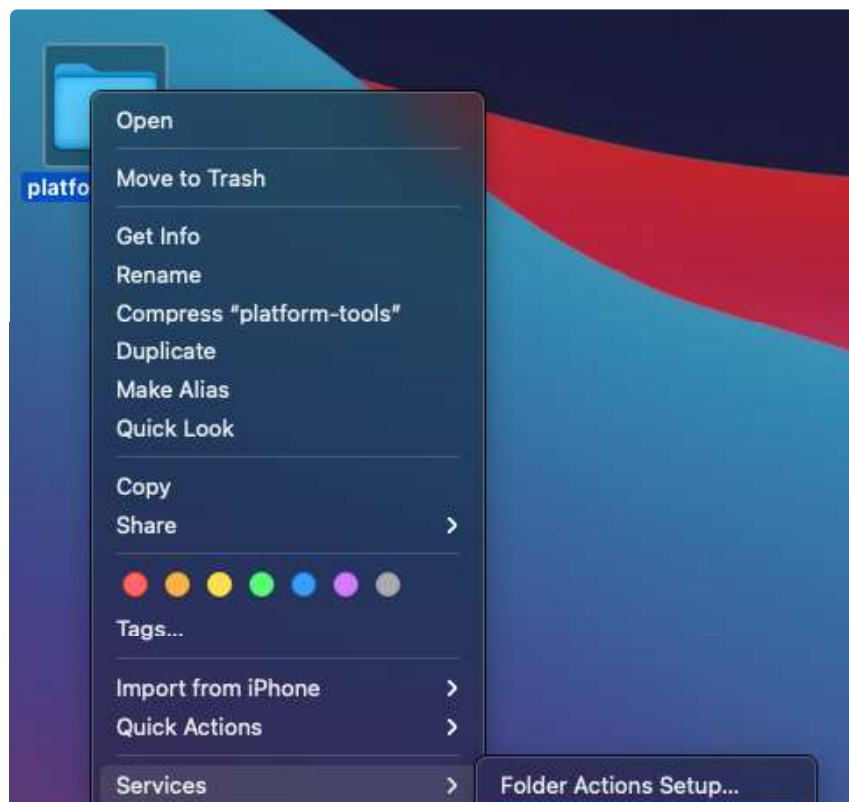 platfo
Open
Move to Trash
Get Info
Rename
Compress “platform-tools”
Duplicate
Make Alias
Quick Look
Copy
Share
Tags...
Import from iPhone
Quick Actions
Services
Folder Actions Setup...